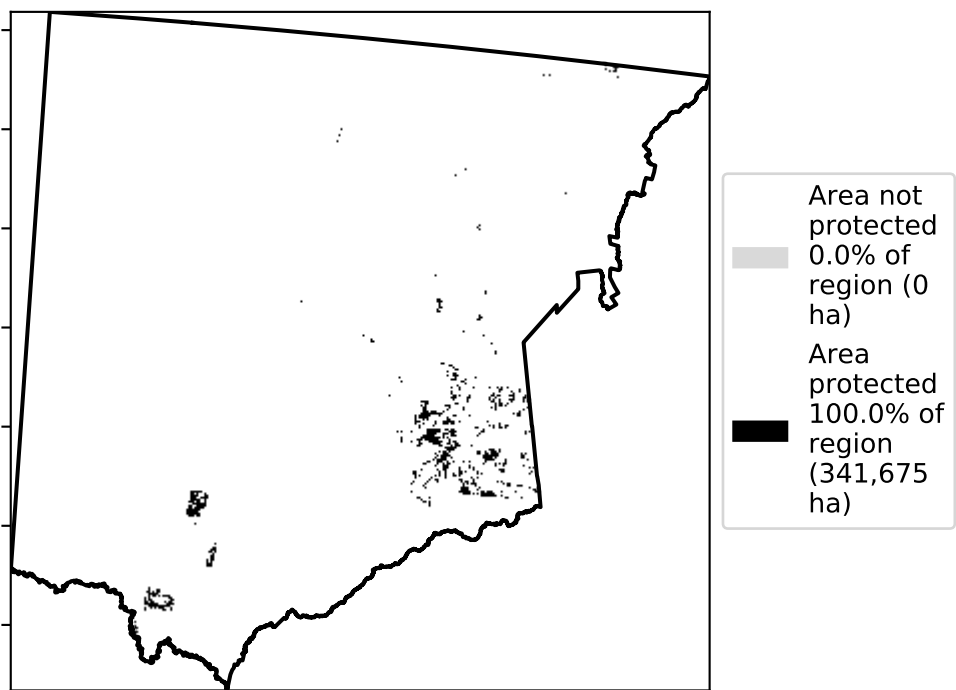 Area not
protected
0.0% of
region (0
ha)
Area
protected
100.0% of
region
(341,675
ha)